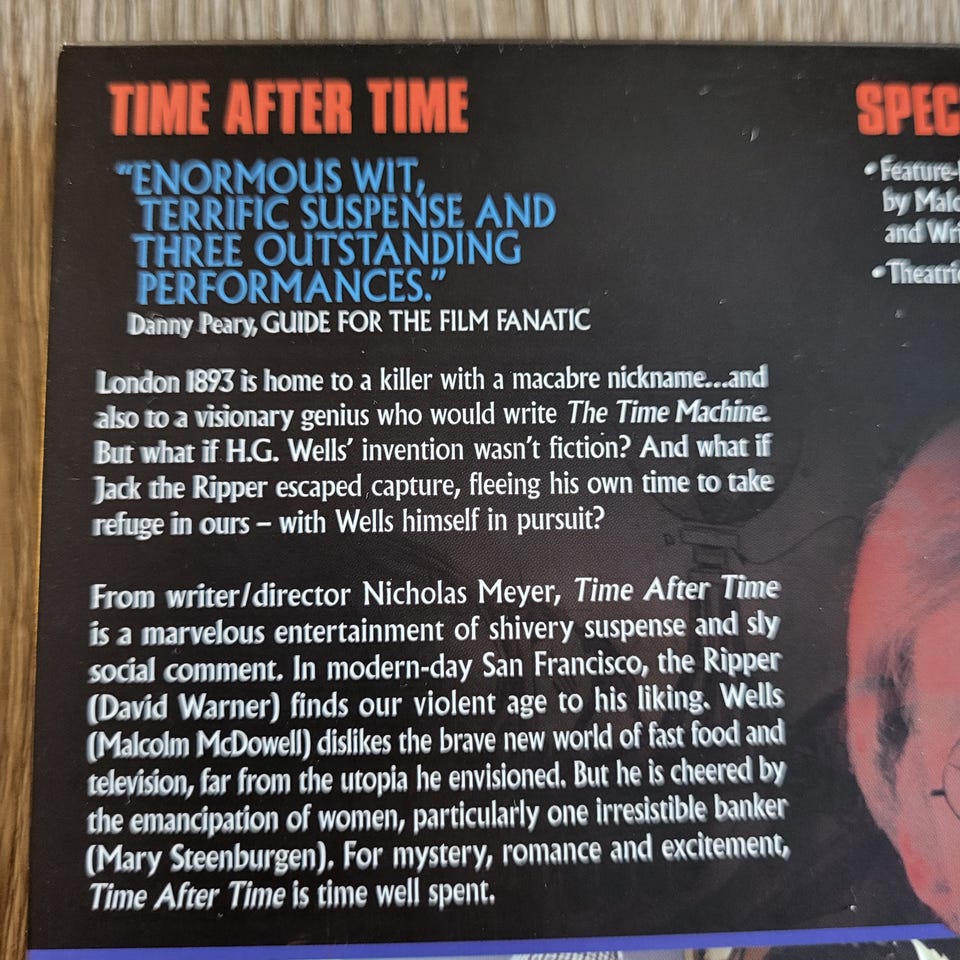 TIME AFTER TIME
“ENORMOUS WIT,
TERRIFIC SUSPENSE AND
THREE OUTSTANDING
PERFORMANCES.”
Danny Peary, GUIDE FOR THE FILM FANATIC
London 1893 is home to a killer with a macabre nickname...and
also to a visionary genius who would write The Time Machine.
But what if H.G. Wells’ invention wasn’t fiction? And what if
Jack the Ripper escaped capture, fleeing his own time to take
refuge in ours – with Wells himself in pursuit?
From writer/director Nicholas Meyer, Time After Time
is a marvelous entertainment of shivery suspense and sly
social comment. In modern-day San Francisco, the Ripper
(David Warner) finds our violent age to his liking. Wells
(Malcolm McDowell) dislikes the brave new world of fast food and
television, far from the utopia he envisioned. But he is cheered by
the emancipation of women, particularly one irresistible banker
(Mary Steenburgen). For mystery, romance and excitement,
Time After Time is time well spent.
SPEC
• Feature-
by Malc
and Wri
• Theatri